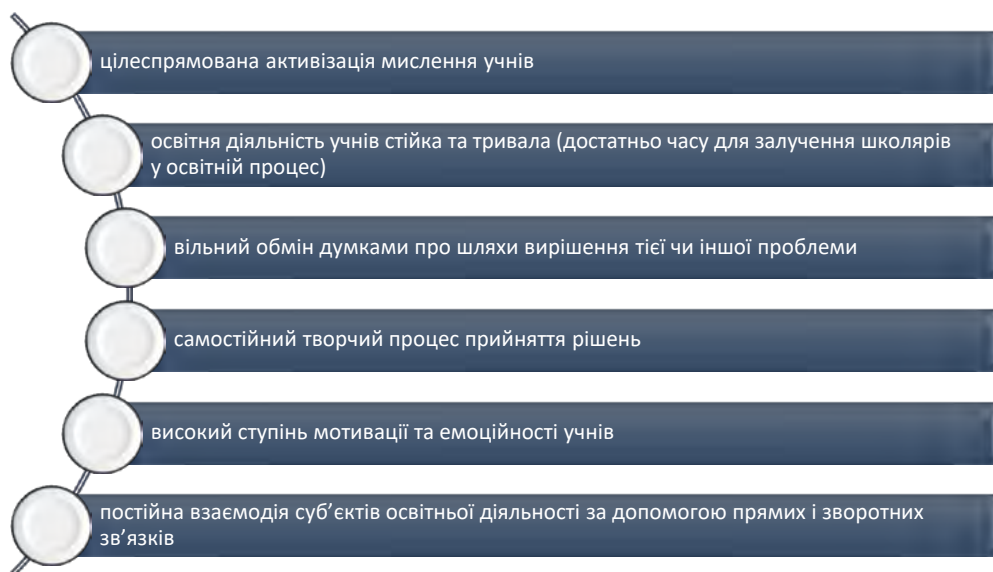 цілеспрямована активізація мислення учнів
освітня діяльність учнів стійка та тривала (достатньо часу для залучення школярів
у освітній процес)
вільний обмін думками про шляхи вирішення тієї чи іншої проблеми
самостійний творчий процес прийняття рішень
високий ступінь мотивації та емоційності учнів
постійна взаємодія суб’єктів освітньої діяльності за допомогою прямих і зворотних
зв’язків